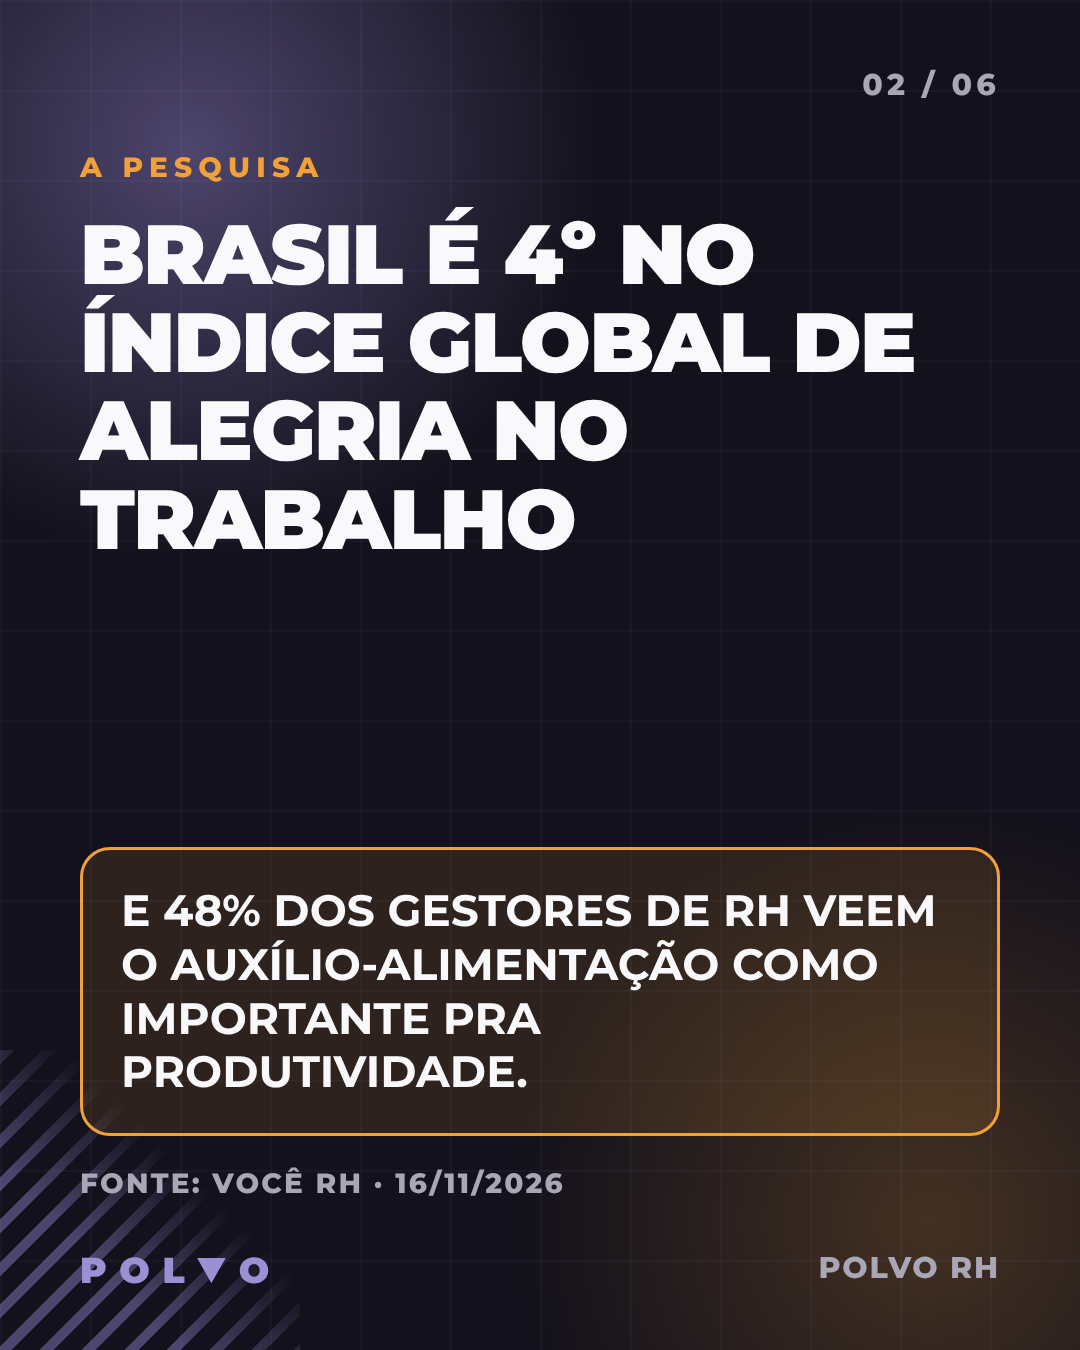 02 / 06
A PESQUISA
BRASIL É 4º NO
ÍNDICE GLOBAL DE
ALEGRIA NO
TRABALHO
E 48% DOS GESTORES DE RH VEEM
O AUXÍLIO-ALIMENTAÇÃO COMO
IMPORTANTE PRA
PRODUTIVIDADE.
FONTE: VOCÊ RH • 16/11/2026
POLVO
POLVO RH